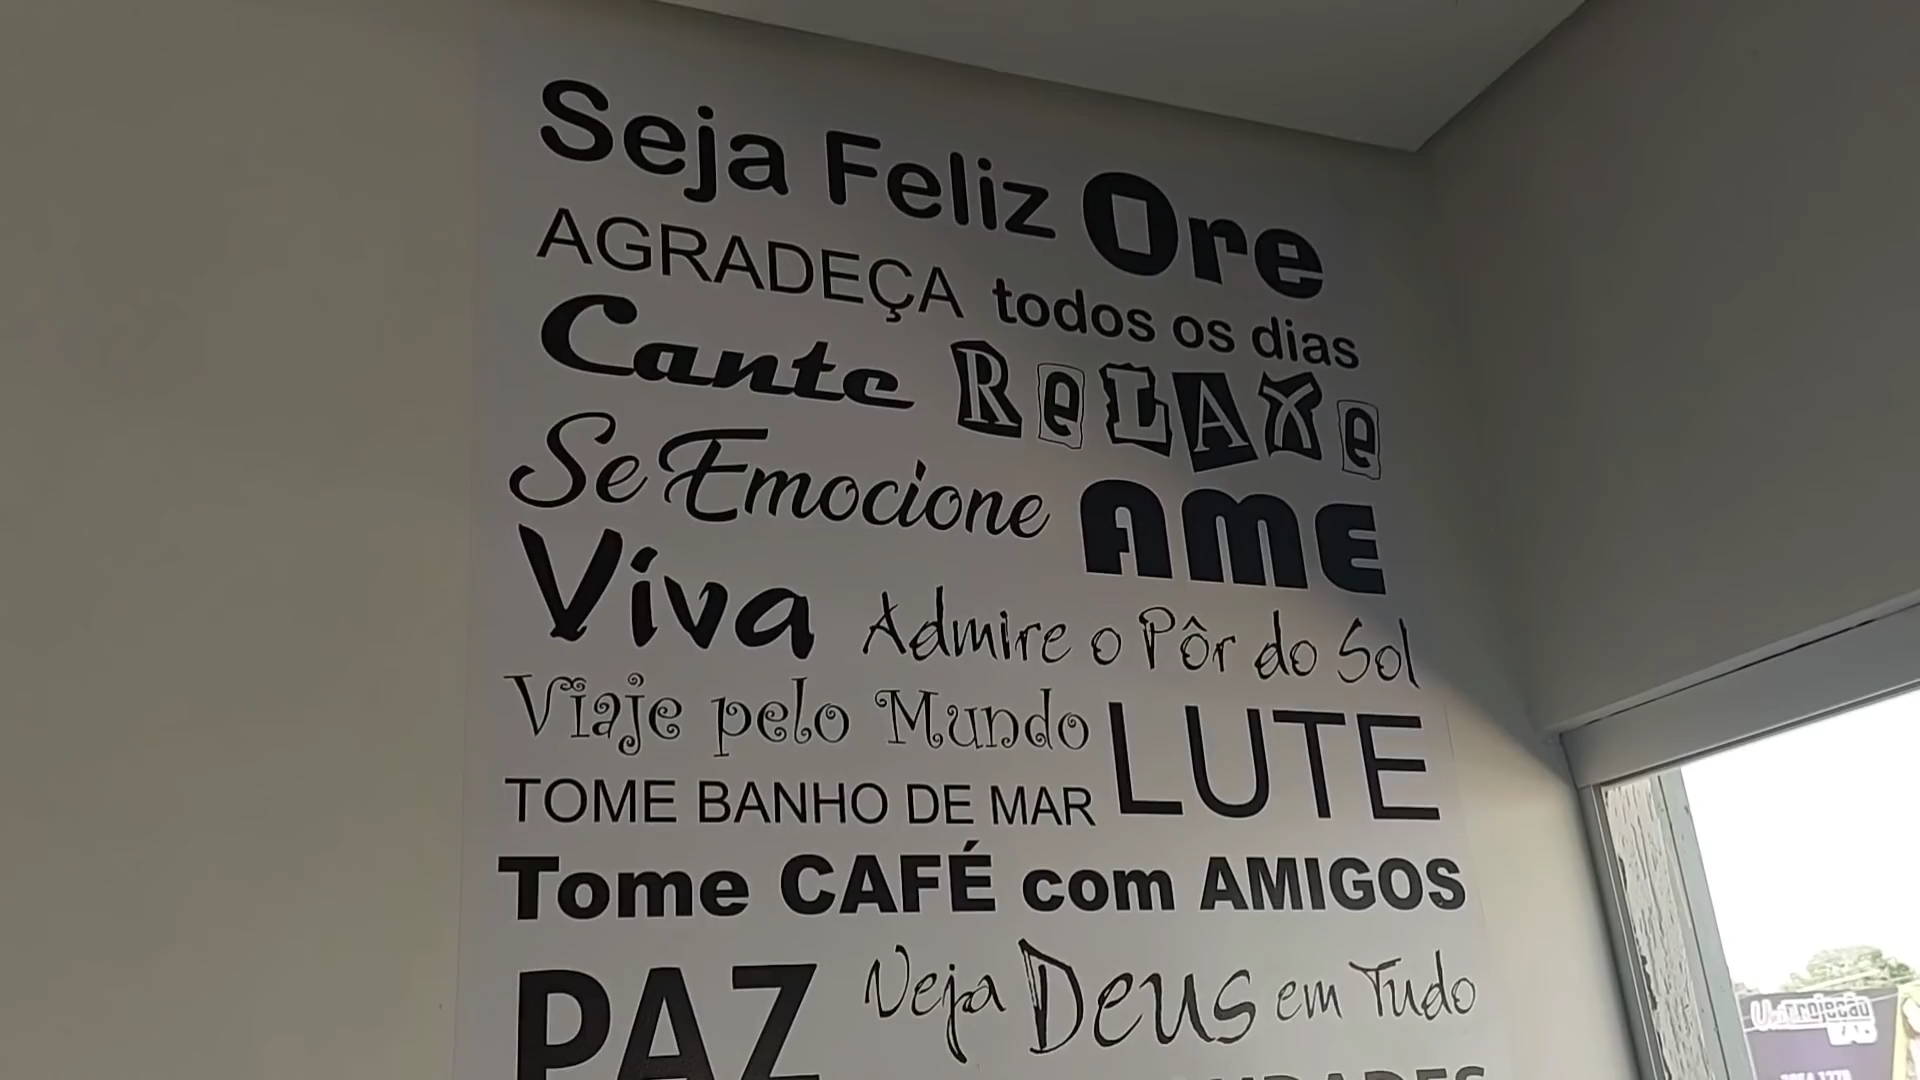 Seja Feliz Ore
AGRADEÇA todos os dias
Cante ReLAXe
Se Emocione AME
Viva Admire o Pôr do Sol
Viaje pelo Mundo LUTE
TOME BANHO DE MAR
Tome CAFÉ com AMIGOS
PAZ Veja Deus em Tudo